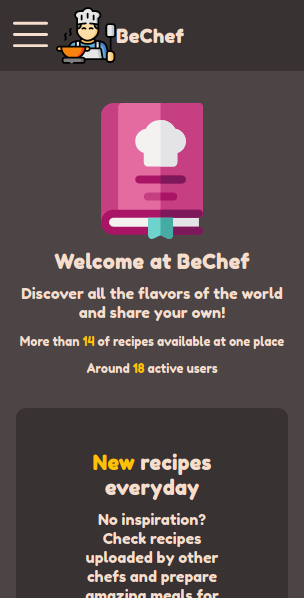 BeChef
Welcome at BeChef
Discover all the flavors of the world
and share your own!
More than 14 of recipes available at one place
Around 18 active users
New recipes
everyday
No inspiration?
Check recipes
uploaded by other
chefs and prepare
amazing meals for